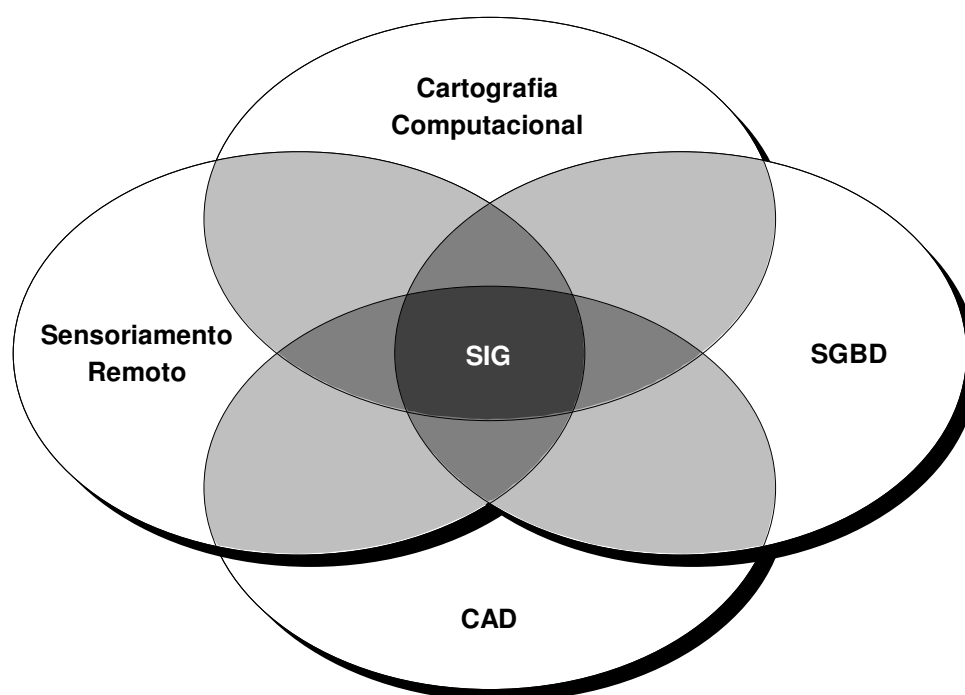 Cartografia
Computacional
Sensoriamento
Remoto
SIG
SGBD
CAD